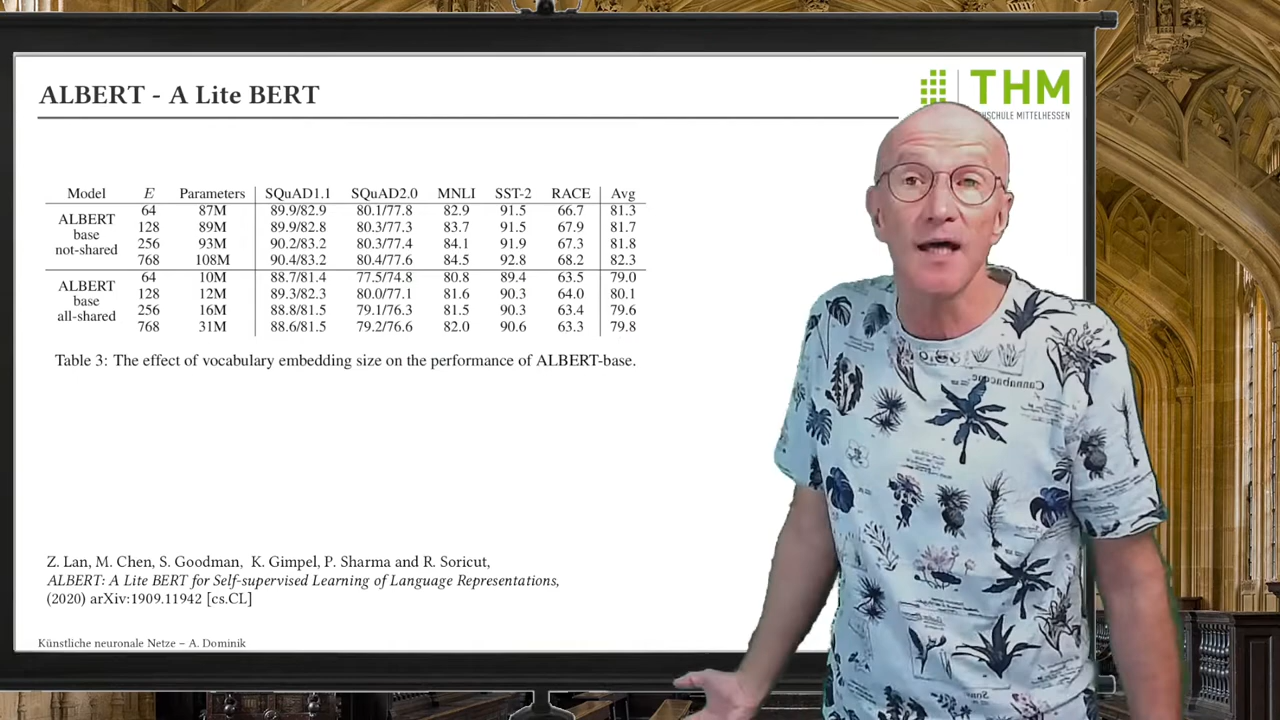 ALBERT - A Lite BERT
THM
HSCHULE MITTELHESSEN
Model E Parameters SQuAD1.1 SQuAD2.0 MNLI SST-2 RACE Avg
ALBERT base not-shared
64 87M 89.9/82.9 80.1/77.8 82.9 91.5 66.7 81.3
128 89M 89.9/82.8 80.3/77.3 83.7 91.5 67.9 81.7
256 93M 90.2/83.2 80.3/77.4 84.1 91.9 67.3 81.8
768 108M 90.4/83.2 80.4/77.6 84.5 92.8 68.2 82.3
ALBERT base all-shared
64 10M 88.7/81.4 77.5/74.8 80.8 89.4 63.5 79.0
128 12M 89.3/82.3 80.0/77.1 81.6 90.3 64.0 80.1
256 16M 88.8/81.5 79.1/76.3 81.5 90.3 63.4 79.6
768 31M 88.6/81.5 79.2/76.6 82.0 90.6 63.3 79.8
Table 3: The effect of vocabulary embedding size on the performance of ALBERT-base.
Z. Lan, M. Chen, S. Goodman, K. Gimpel, P. Sharma and R. Soricut,
ALBERT: A Lite BERT for Self-supervised Learning of Language Representations,
(2020) arXiv:1909.11942 [cs.CL]
Künstliche neuronale Netze – A. Dominik
Cannabaceae.